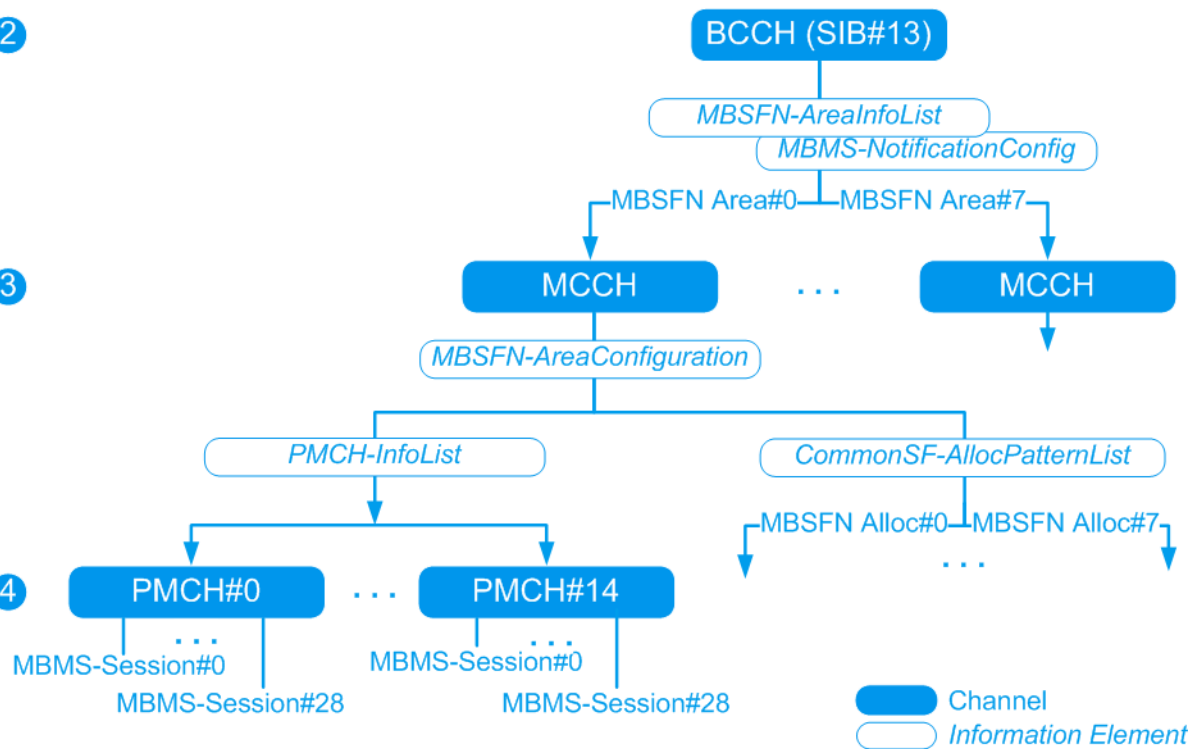 2
BCCH (SIB#13)
MBSFN-AreaInfoList
MBMS-NotificationConfig
MBSFN Area#0
MBSFN Area#7
3
MCCH
. . .
MCCH
MBSFN-AreaConfiguration
PMCH-InfoList
CommonSF-AllocPatternList
MBSFN Alloc#0
MBSFN Alloc#7
. . .
4
PMCH#0
. . .
PMCH#14
. . .
. . .
MBMS-Session#0
MBMS-Session#0
MBMS-Session#28
MBMS-Session#28
Channel
Information Element